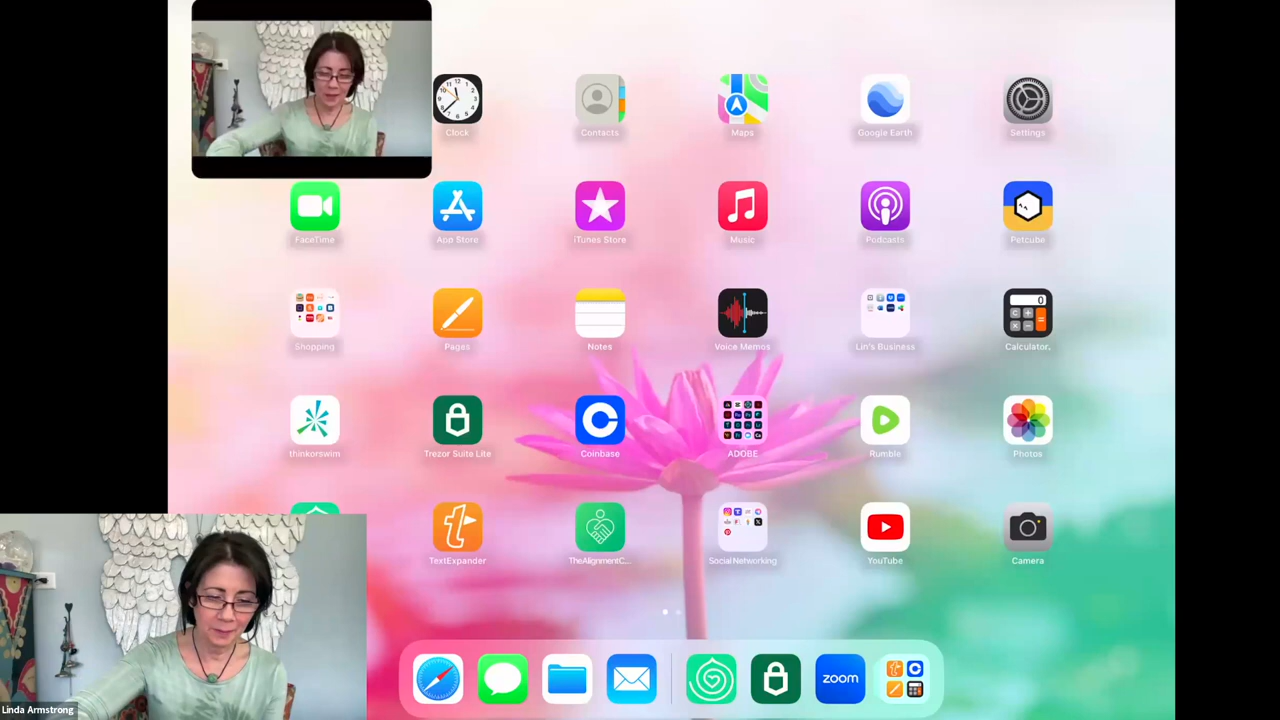 Clock
Contacts
Maps
Google Earth
Settings
FaceTime
App Store
iTunes Store
Music
Podcasts
Petcube
Shopping
Pages
Notes
Voice Memos
Lin's Business
Calculator.
thinkorswim
Trezor Suite Lite
Coinbase
ADOBE
Rumble
Photos
TextExpander
TheAlignmentC...
Social Networking
YouTube
Camera
zoom
Linda Armstrong